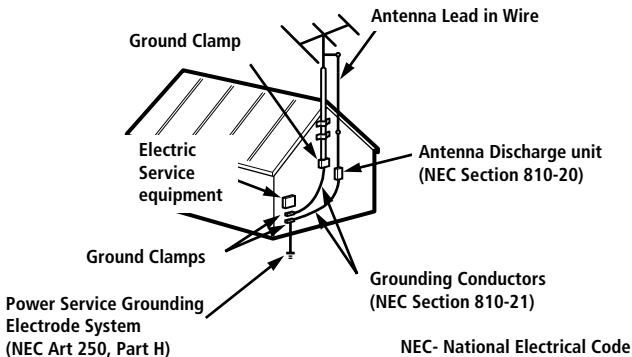 Antenna Lead in Wire
Ground Clamp
Electric
Service
equipment
Antenna Discharge unit
(NEC Section 810-20)
Ground Clamps
Grounding Conductors
(NEC Section 810-21)
Power Service Grounding
Electrode System
(NEC Art 250, Part H)
NEC- National Electrical Code